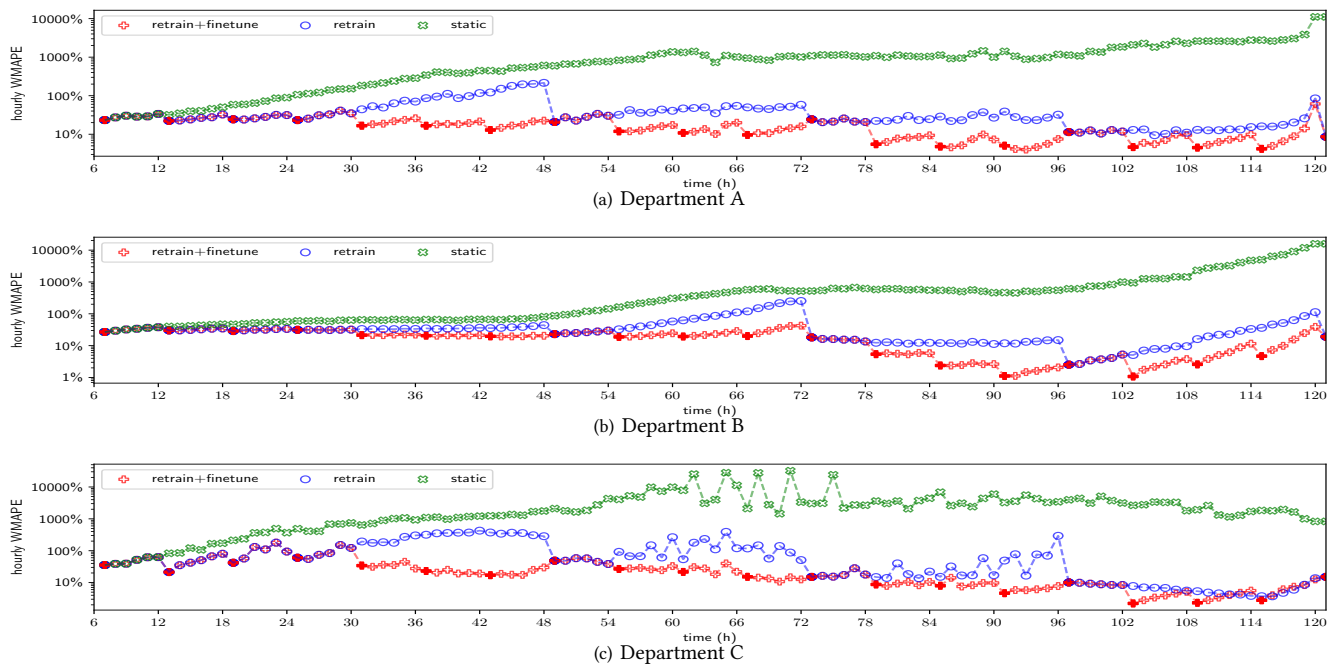 10000%
1000%
100%
10%
hourly WMAPE
retrain+finetune retrain static
6 12 18 24 30 36 42 48 54 60 66 72 78 84 90 96 102 108 114 120
time (h)
(a) Department A
10000%
1000%
100%
10%
1%
hourly WMAPE
retrain+finetune retrain static
6 12 18 24 30 36 42 48 54 60 66 72 78 84 90 96 102 108 114 120
time (h)
(b) Department B
10000%
1000%
100%
10%
hourly WMAPE
retrain+finetune retrain static
6 12 18 24 30 36 42 48 54 60 66 72 78 84 90 96 102 108 114 120
time (h)
(c) Department C